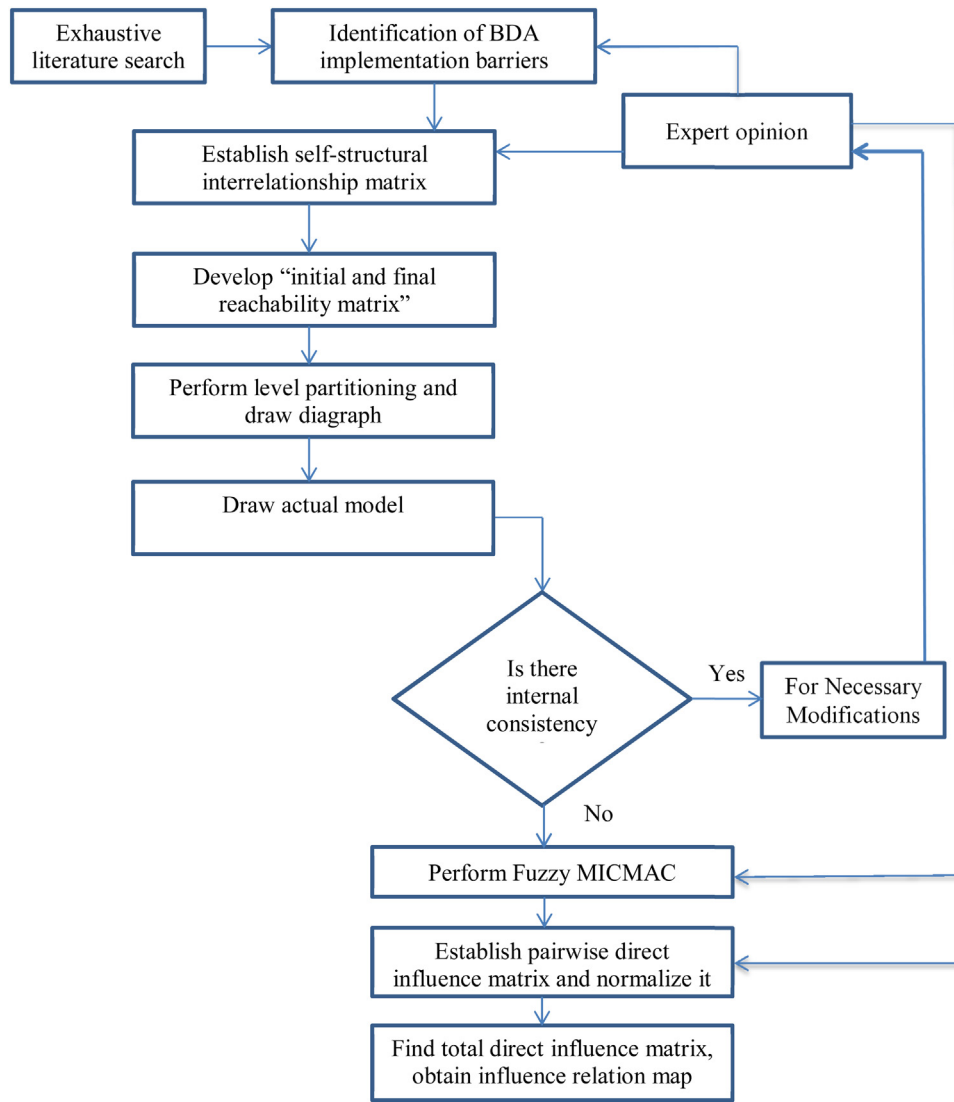 Exhaustive
literature search
Identification of BDA
implementation barriers
Expert opinion
Establish self-structural
interrelationship matrix
Develop “initial and final
reachability matrix”
Perform level partitioning and
draw diagraph
Draw actual model
Is there
internal
consistency
Yes
For Necessary
Modifications
No
Perform Fuzzy MICMAC
Establish pairwise direct
influence matrix and normalize it
Find total direct influence matrix,
obtain influence relation map